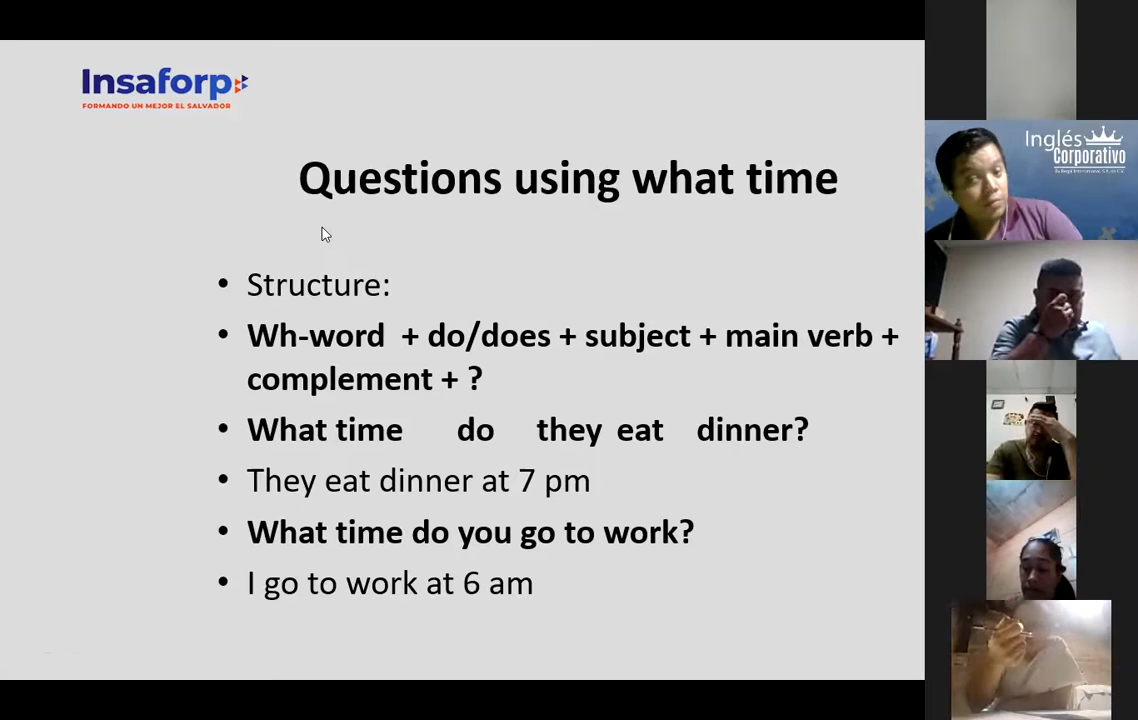 Insaforp
FORMANDO UN MEJOR EL SALVADOR
Questions using what time
• Structure:
• Wh-word + do/does + subject + main verb +
complement + ?
• What time do they eat dinner?
• They eat dinner at 7 pm
• What time do you go to work?
• I go to work at 6 am
Inglés
Corporativo